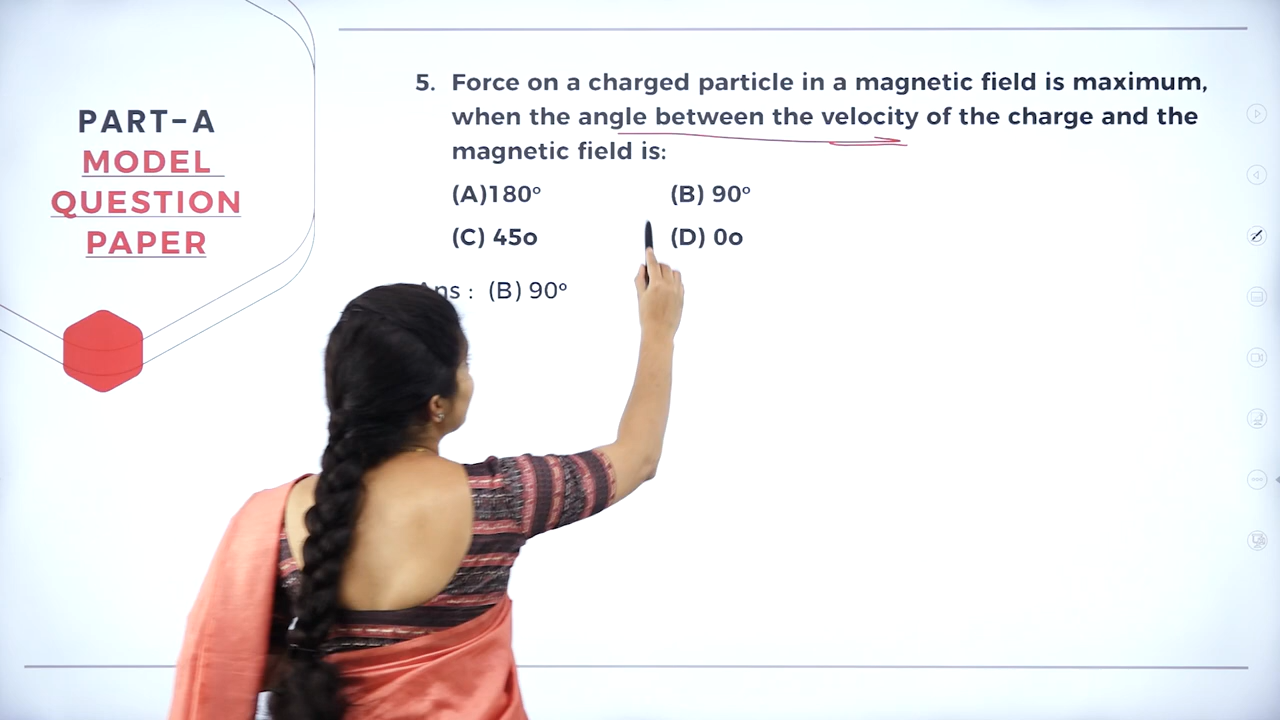 PART-A
MODEL
QUESTION
PAPER
5. Force on a charged particle in a magnetic field is maximum,
when the angle between the velocity of the charge and the
magnetic field is:
(A)180° (B) 90°
(C) 45o (D) 0o
: (B) 90°